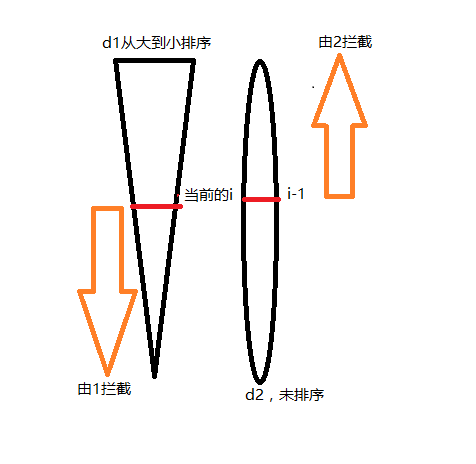 d1从大到小排序
由2拦截
当前的i
i-1
由1拦截
d2，未排序